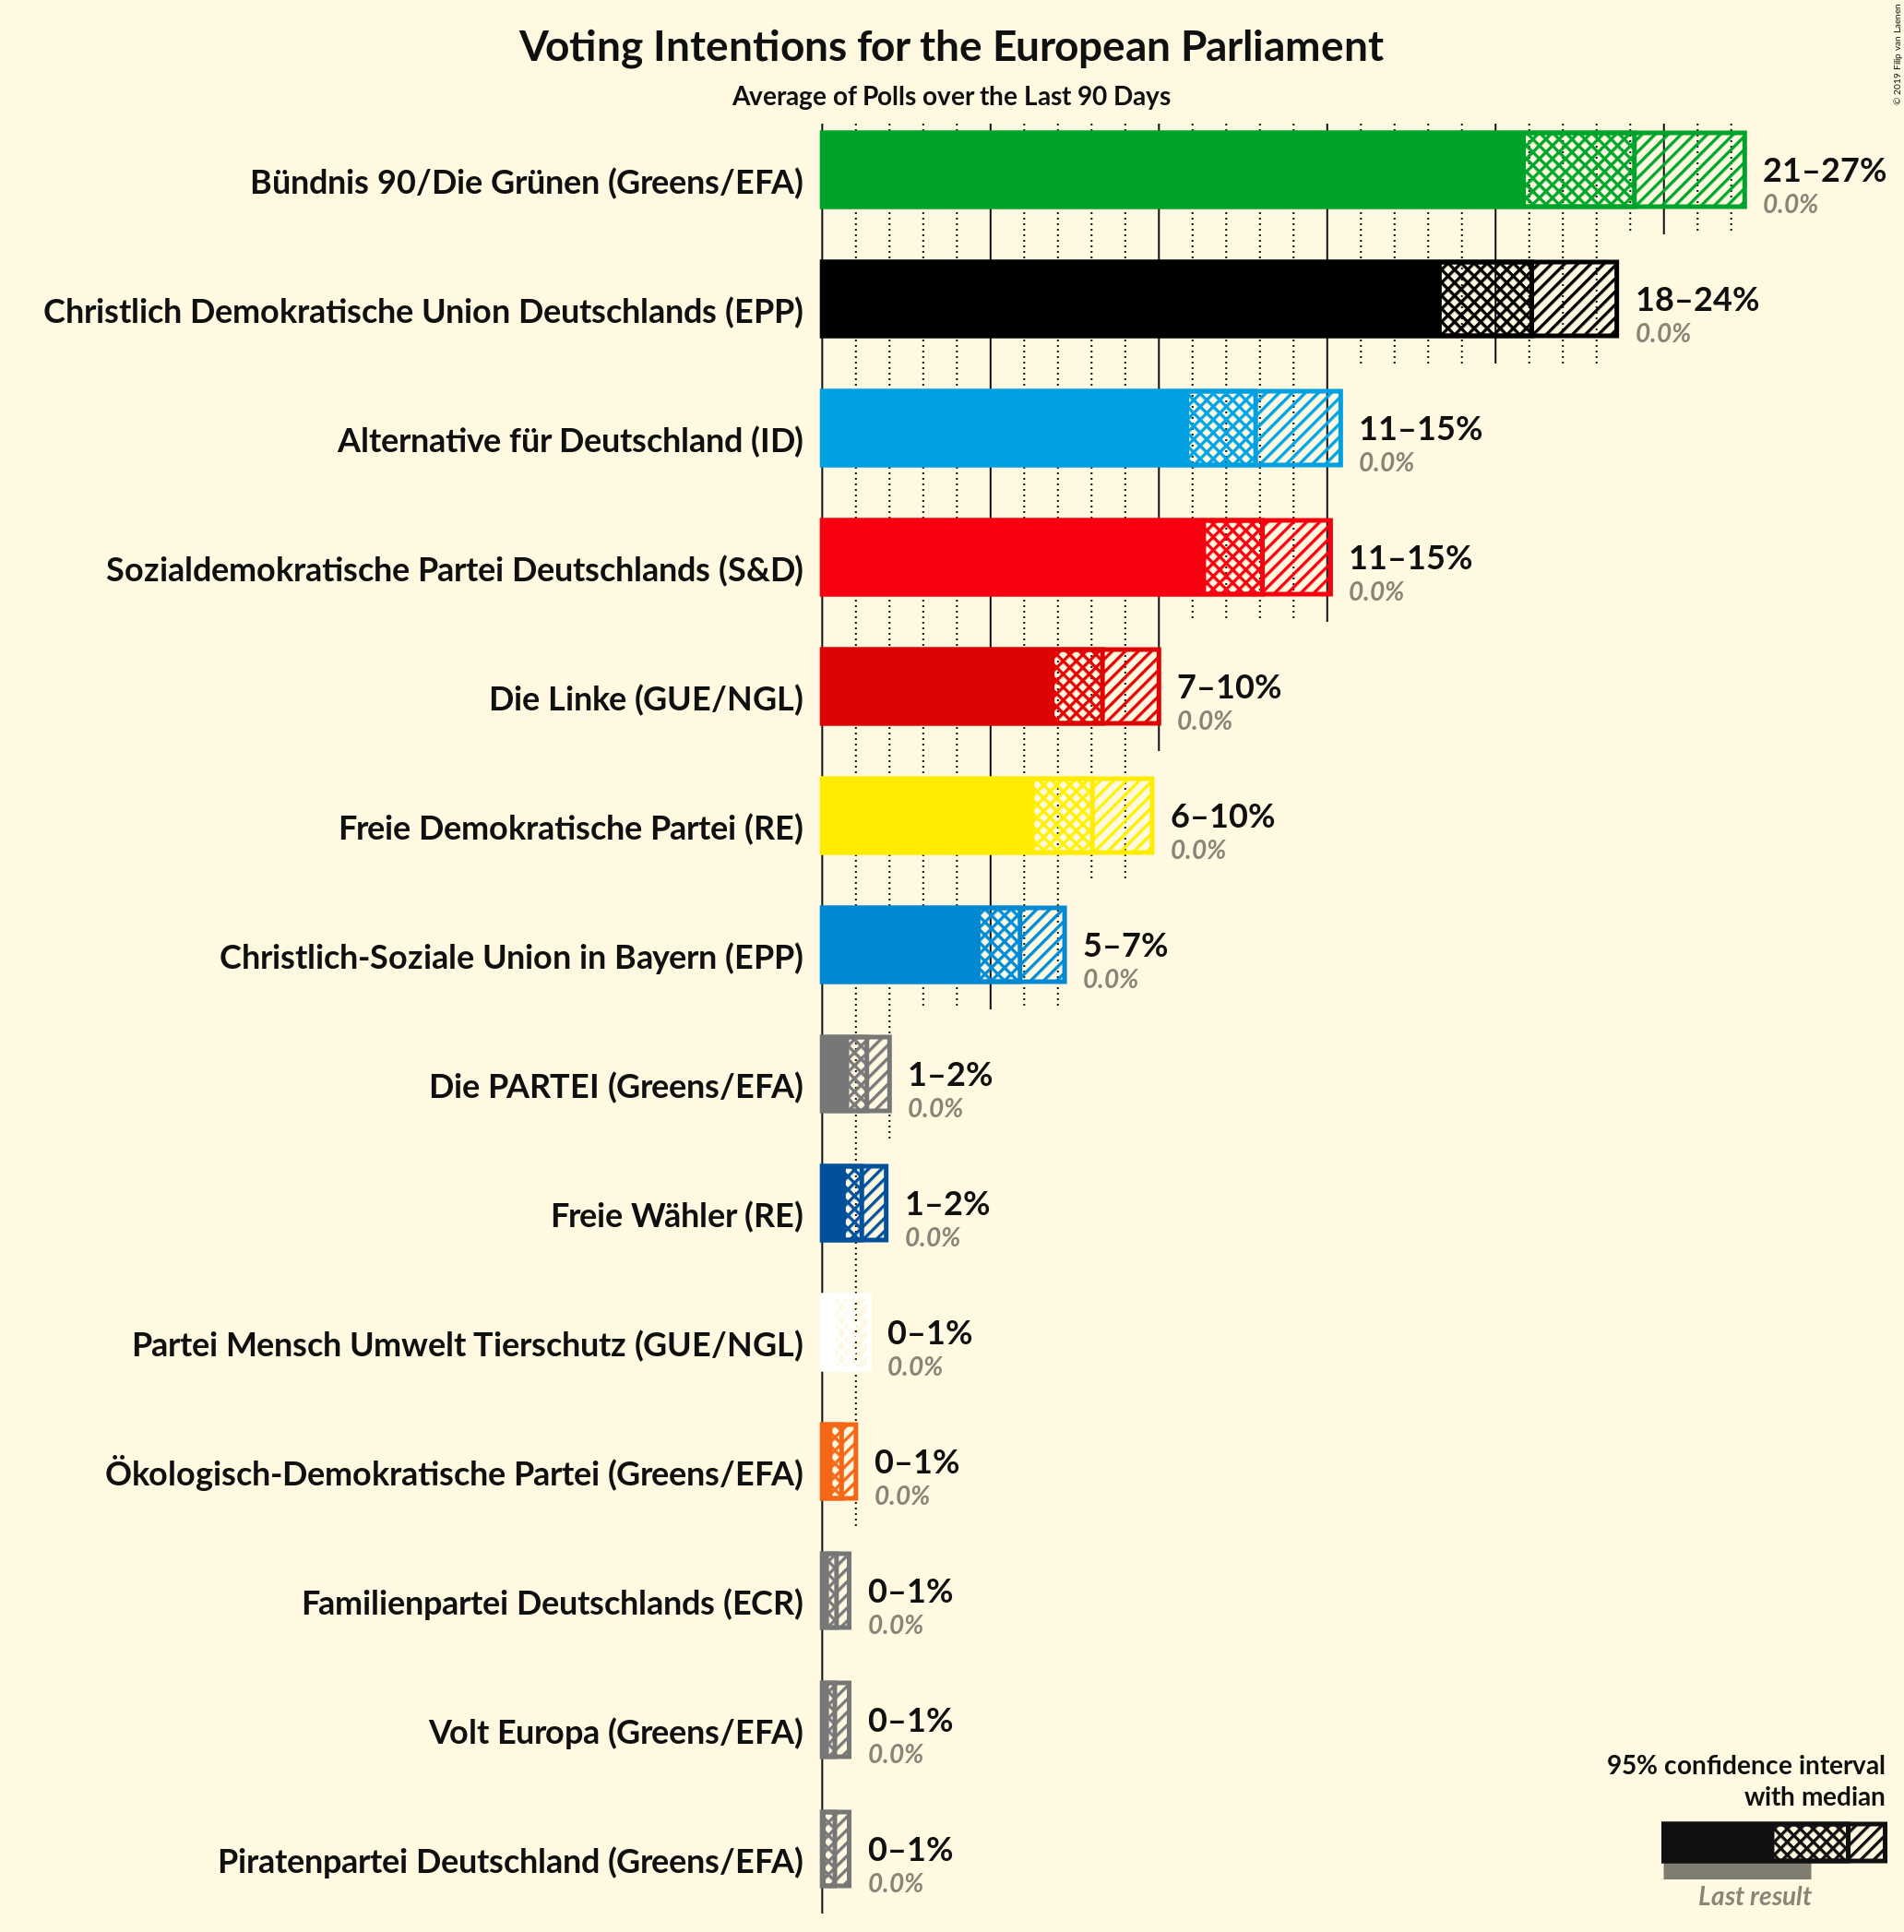 Voting Intentions for the European Parliament
Average of Polls over the Last 90 Days
© 2019 Filip van Laenen
Bündnis 90/Die Grünen (Greens/EFA)
21–27%
0.0%
Christlich Demokratische Union Deutschlands (EPP)
18–24%
0.0%
Alternative für Deutschland (ID)
11–15%
0.0%
Sozialdemokratische Partei Deutschlands (S&D)
11–15%
0.0%
Die Linke (GUE/NGL)
7–10%
0.0%
Freie Demokratische Partei (RE)
6–10%
0.0%
Christlich-Soziale Union in Bayern (EPP)
5–7%
0.0%
Die PARTEI (Greens/EFA)
1–2%
0.0%
Freie Wähler (RE)
1–2%
0.0%
Partei Mensch Umwelt Tierschutz (GUE/NGL)
0–1%
0.0%
Ökologisch-Demokratische Partei (Greens/EFA)
0–1%
0.0%
Familienpartei Deutschlands (ECR)
0–1%
0.0%
Volt Europa (Greens/EFA)
0–1%
0.0%
Piratenpartei Deutschland (Greens/EFA)
0–1%
0.0%
95% confidence interval
with median
Last result